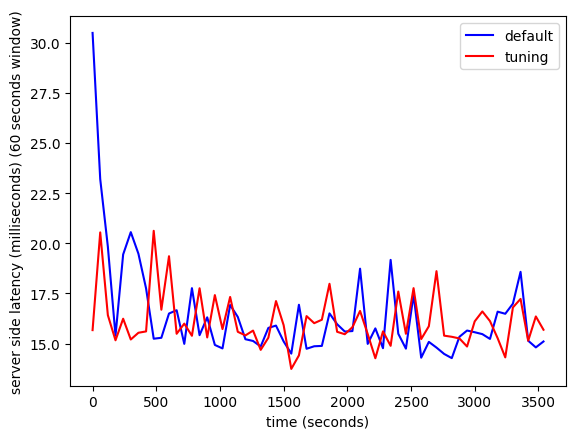 server side latency (milliseconds) (60 seconds window)
30.0
27.5
25.0
22.5
20.0
17.5
15.0
default
tuning
0 500 1000 1500 2000 2500 3000 3500
time (seconds)